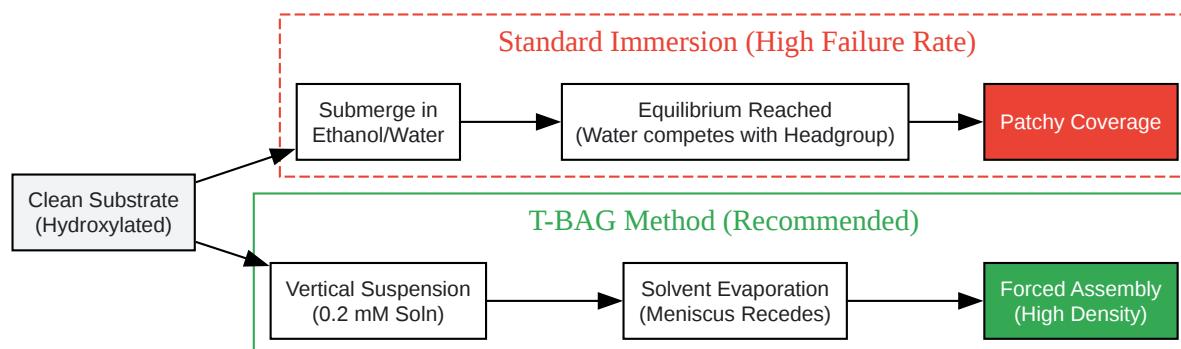 Standard Immersion (High Failure Rate)
Submerge in
Ethanol/Water
Equilibrium Reached
(Water competes with Headgroup)
Patchy Coverage
Clean Substrate
(Hydroxylated)
T-BAG Method (Recommended)
Vertical Suspension
(0.2 mM Soln)
Solvent Evaporation
(Meniscus Recedes)
Forced Assembly
(High Density)